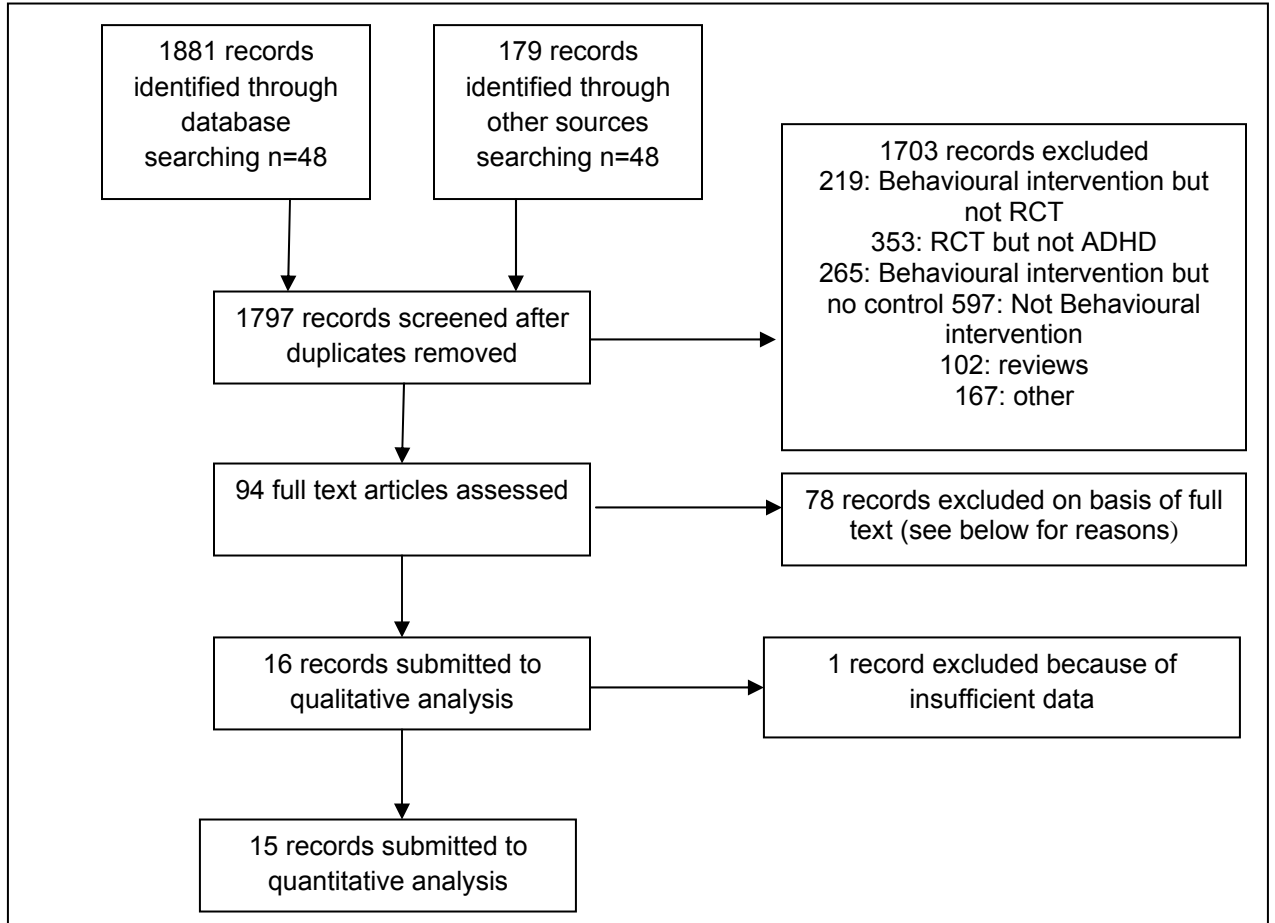 1881 records
identified through
database
searching n=48
179 records
identified through
other sources
searching n=48
1703 records excluded
219: Behavioural intervention but
not RCT
353: RCT but not ADHD
265: Behavioural intervention but
no control 597: Not Behavioural
intervention
102: reviews
167: other
1797 records screened after
duplicates removed
94 full text articles assessed
78 records excluded on basis of full
text (see below for reasons)
16 records submitted to
qualitative analysis
1 record excluded because of
insufficient data
15 records submitted to
quantitative analysis